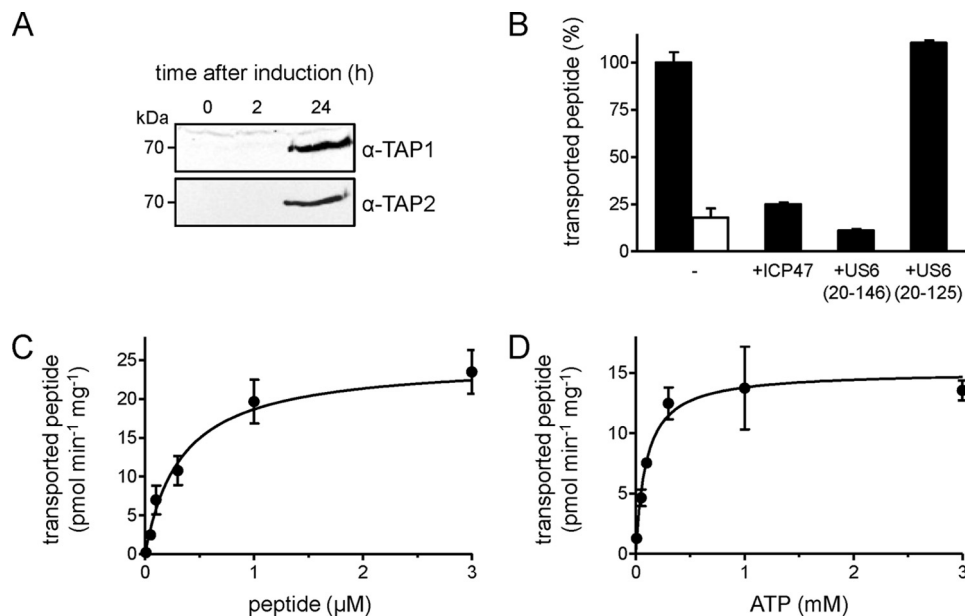 A
time after induction (h)
0 2 24
kDa
70
α-TAP1
70
α-TAP2
B
transported peptide (%)
100
75
50
25
0
-
+ICP47
+US6
(20-146)
+US6
(20-125)
C
transported peptide
(pmol min⁻¹ mg⁻¹)
25
20
15
10
5
0
0 1 2 3
peptide (µM)
D
transported peptide
(pmol min⁻¹ mg⁻¹)
15
10
5
0
0 1 2 3
ATP (mM)